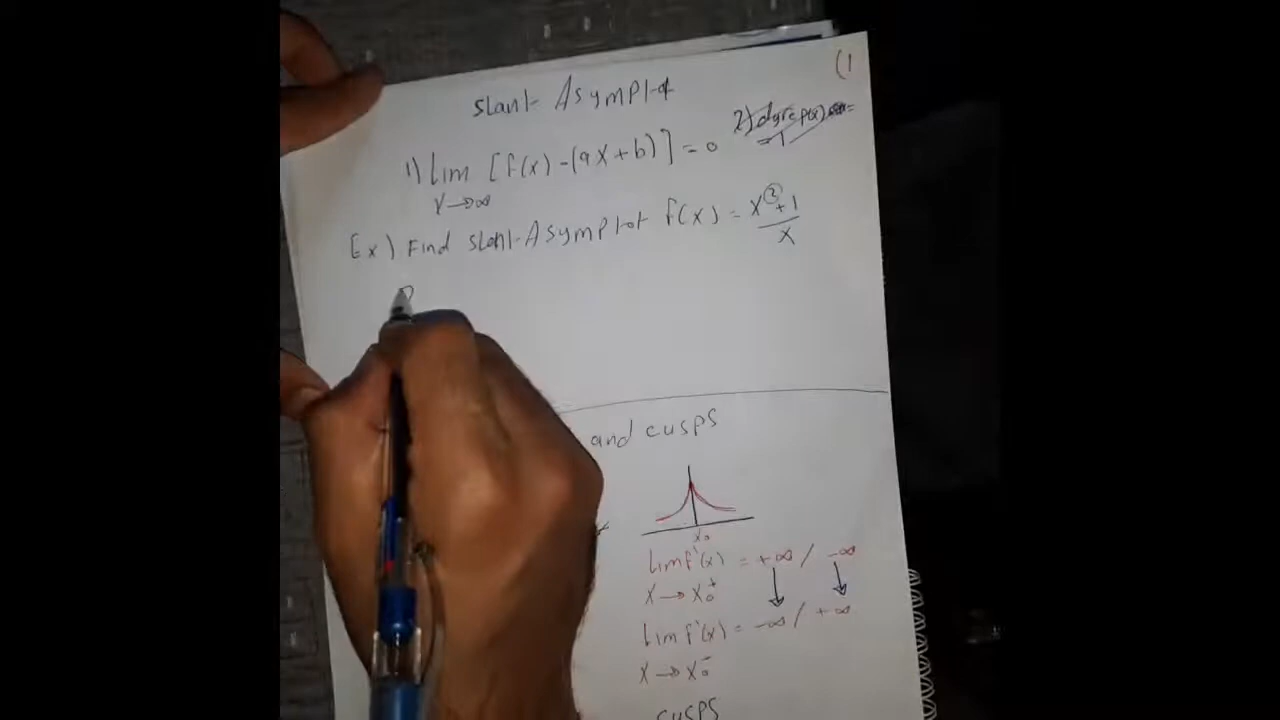 (1
slant Asymptot
1) lim [f(x) - (ax+b)] = 0
x→∞
2) degre p(x)
= 1
Ex) Find slant Asymptot f(x) = x²+1
x
and cusps
x₀
lim f'(x) = +∞ / -∞
x→x₀⁺
lim f'(x) = -∞ / +∞
x→x₀⁻
cusps